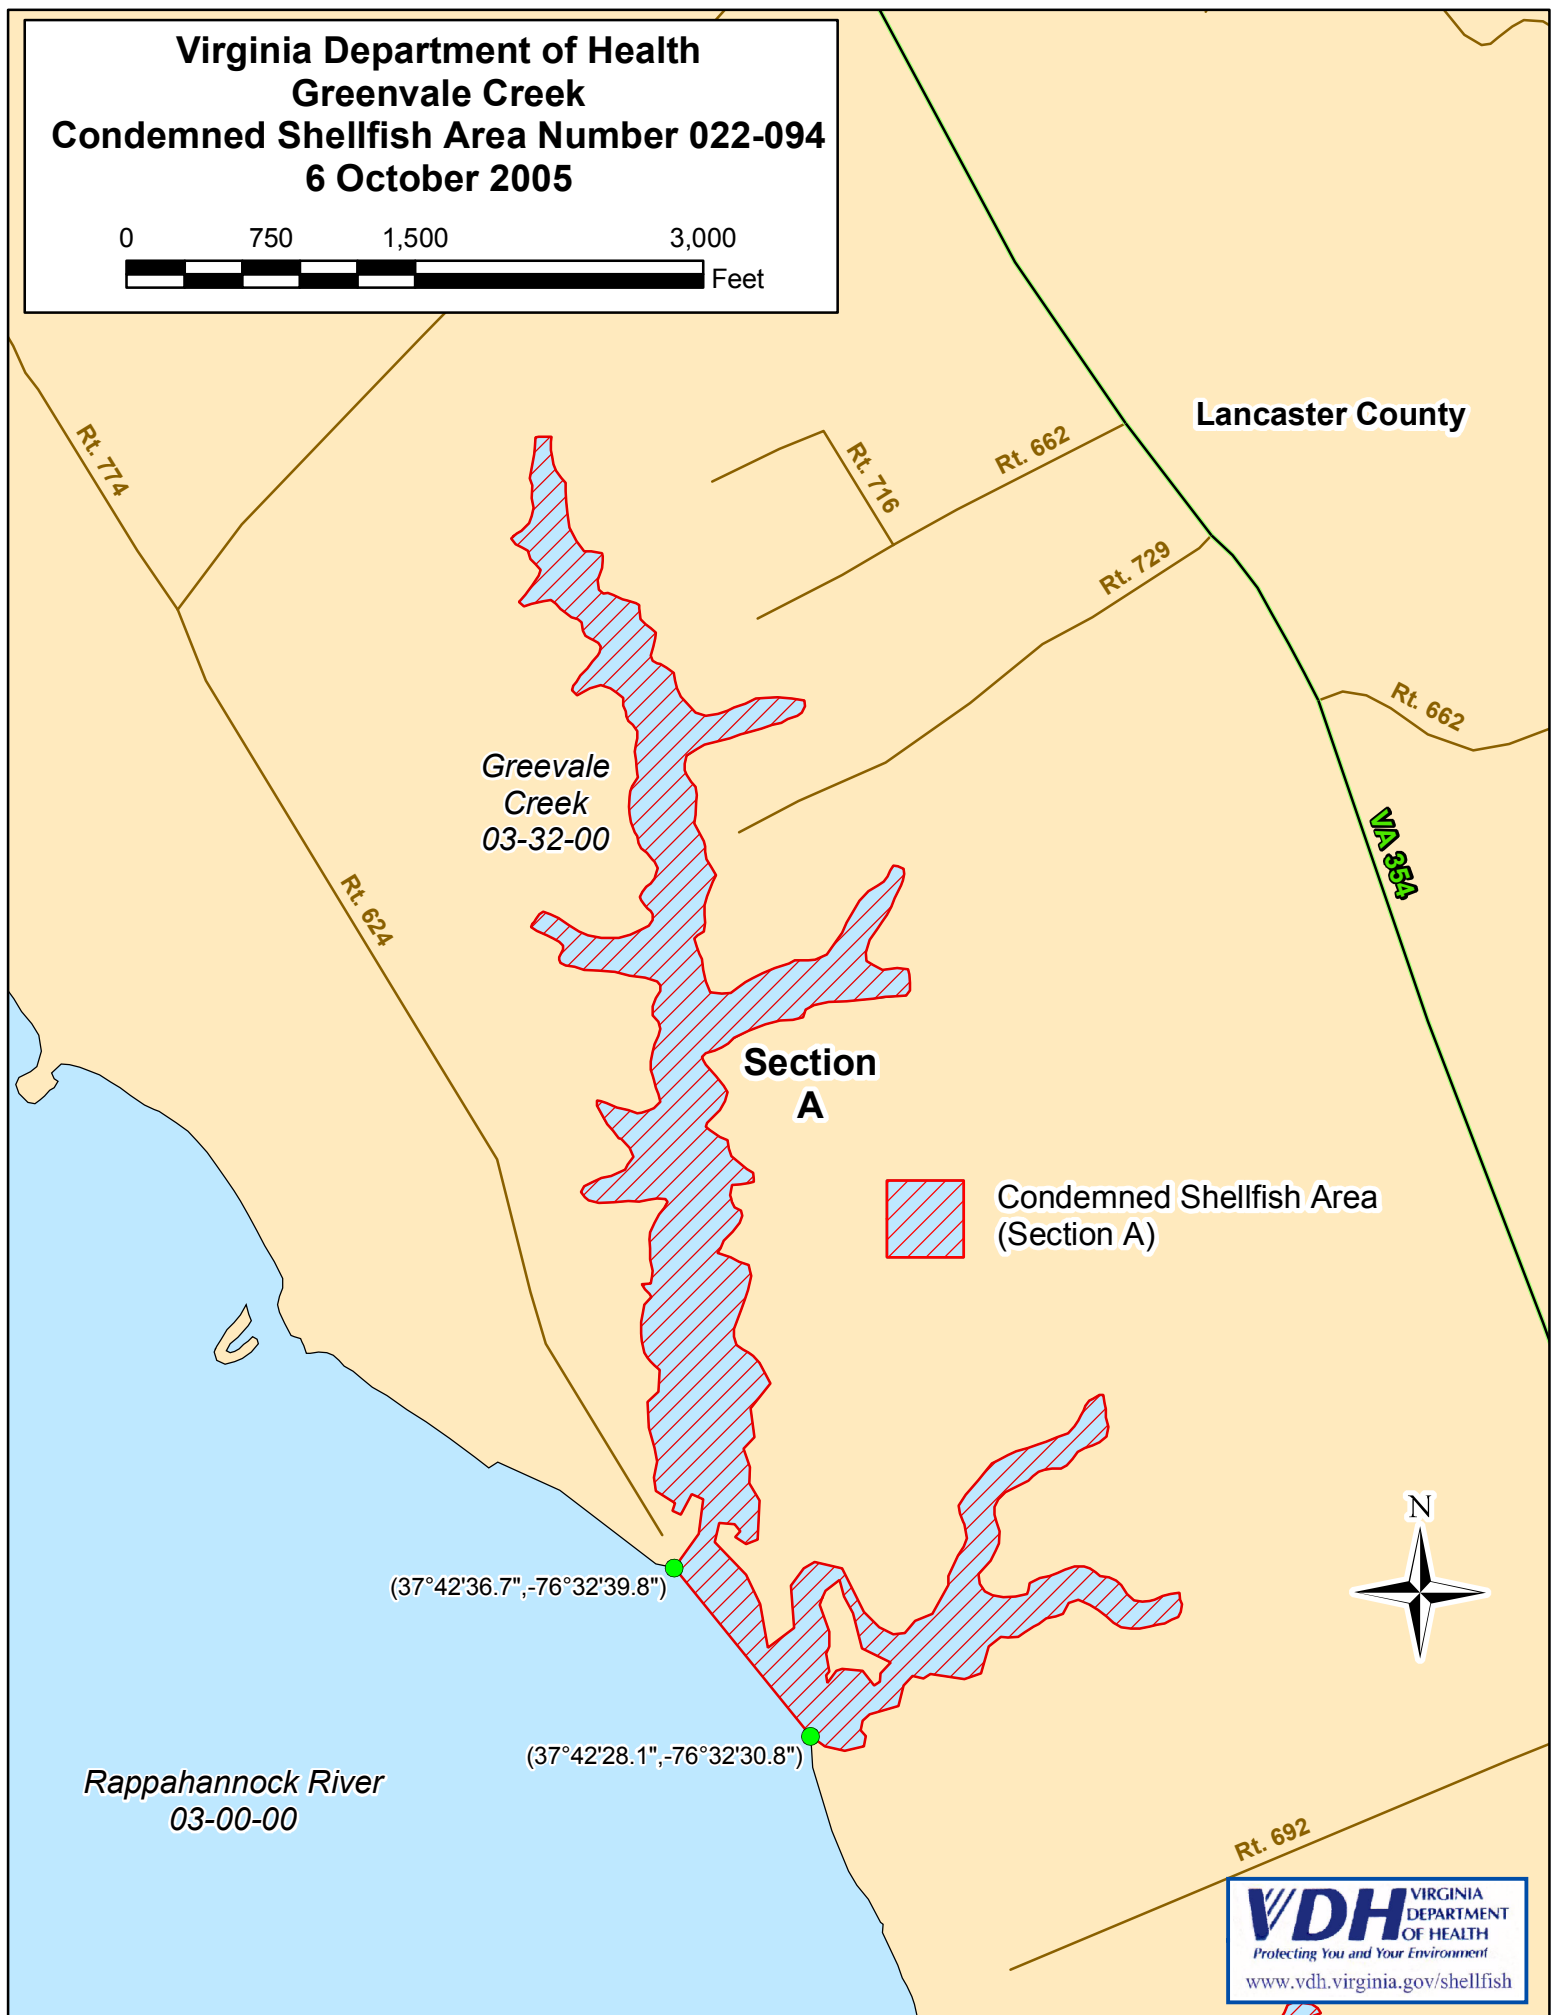 Virginia Department of Health
Greenvale Creek
Condemned Shellfish Area Number 022-094
6 October 2005
0 750 1,500 3,000
Feet
Lancaster County
Rt. 774
Rt. 716
Rt. 662
Rt. 729
Rt. 662
Greevale
Creek
03-32-00
VA 354
Rt. 624
Section
A
Condemned Shellfish Area
(Section A)
N
(37°42'36.7",-76°32'39.8")
(37°42'28.1",-76°32'30.8")
Rappahannock River
03-00-00
Rt. 692
VDH
VIRGINIA
DEPARTMENT
OF HEALTH
Protecting You and Your Environment
www.vdh.virginia.gov/shellfish